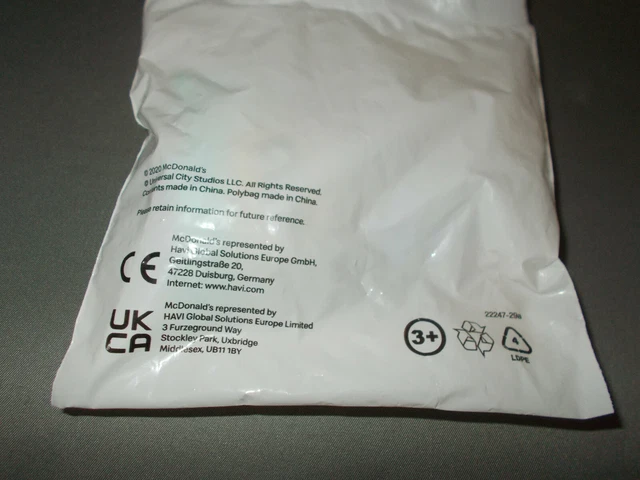 © 2020 McDonald's
© Universal City Studios LLC. All Rights Reserved.
Contents made in China. Polybag made in China.
Please retain information for future reference.
CE
McDonald's represented by
Havi Global Solutions Europe GmbH,
Geitlingstraße 20,
47228 Duisburg, Germany
Internet: www.havi.com
UK
CA
McDonald's represented by
HAVI Global Solutions Europe Limited
3 Furzeground Way
Stockley Park, Uxbridge
Middlesex, UB11 1BY
22247-29a
3+
4
LDPE